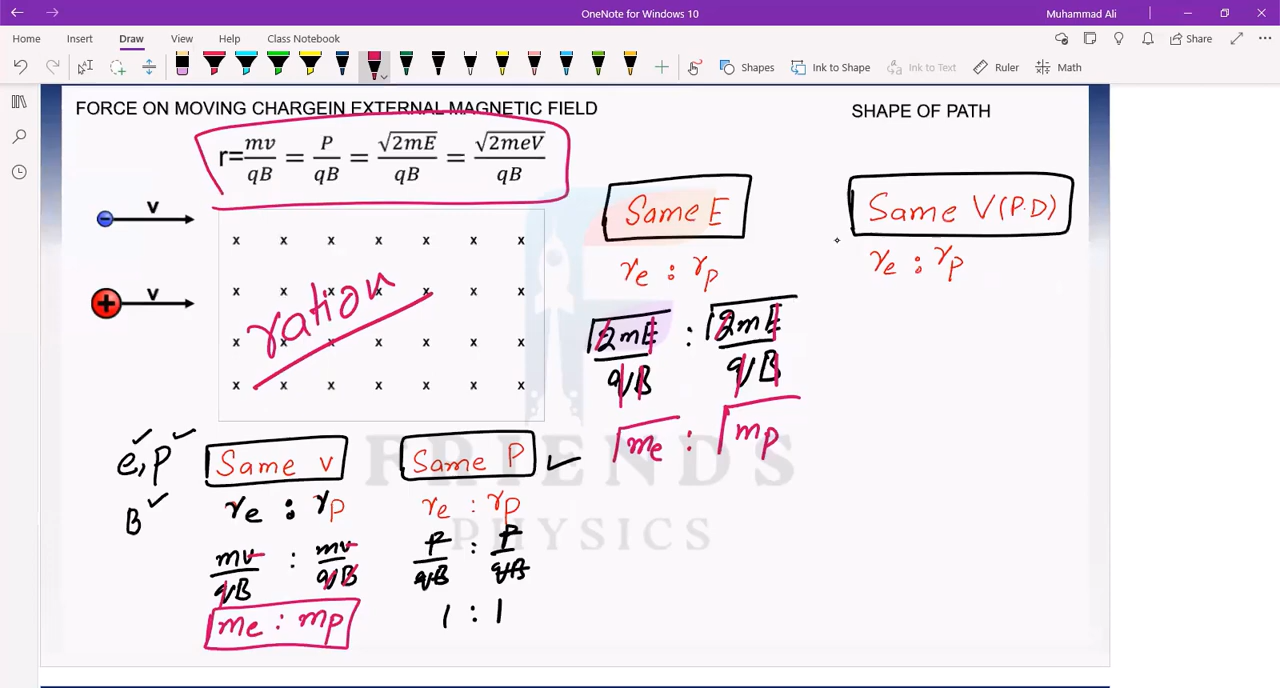 OneNote for Windows 10
Muhammad Ali
Home Insert Draw View Help Class Notebook
Share
Shapes Ink to Shape Ink to Text Ruler Math
FORCE ON MOVING CHARGEIN EXTERNAL MAGNETIC FIELD
SHAPE OF PATH
r=mv/qB = P/qB = √2mE/qB = √2meV/qB
- v
+ v
x x x x x x x
x x x x x x x
x x x x x x x
x x x x x x x
ration
e, p
B
Same v
re : rp
mv/qB : mv/qB
me : mp
Same P
re : rp
P/qB : P/qB
1 : 1
Same E
re : rp
√2mE/qB : √2mE/qB
√me : √mp
Same V(P.D)
re : rp
FRIENDS
PHYSICS